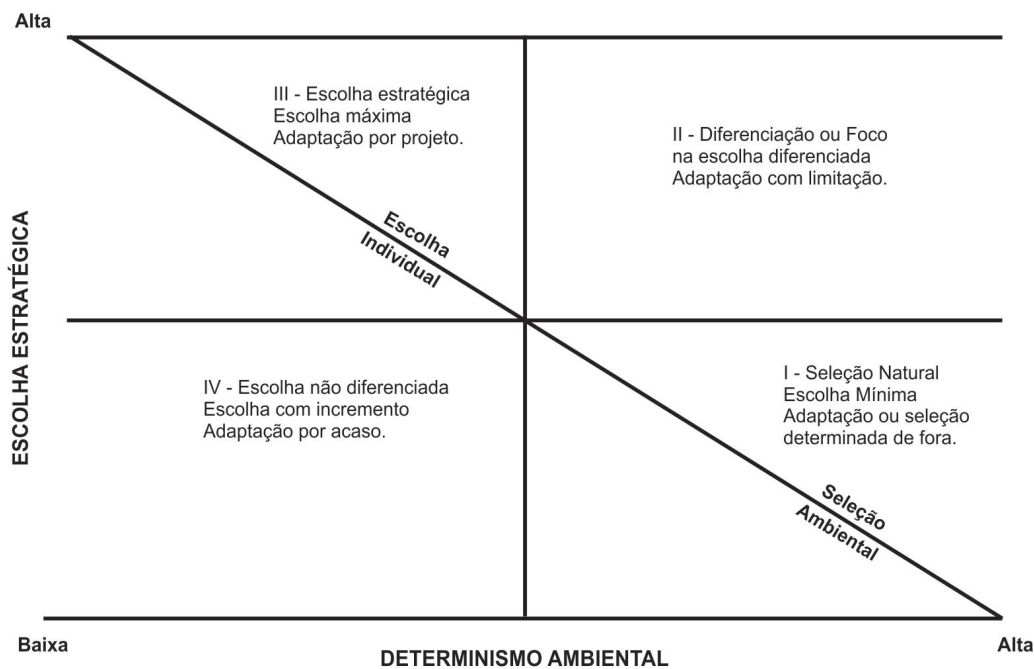 Alta
III - Escolha estratégica
Escolha máxima
Adaptação por projeto.
II - Diferenciação ou Foco
na escolha diferenciada
Adaptação com limitação.
Escolha
Individual
ESCOLHA ESTRATÉGICA
IV - Escolha não diferenciada
Escolha com incremento
Adaptação por acaso.
I - Seleção Natural
Escolha Mínima
Adaptação ou seleção
determinada de fora.
Seleção
Ambiental
Baixa
DETERMINISMO AMBIENTAL
Alta